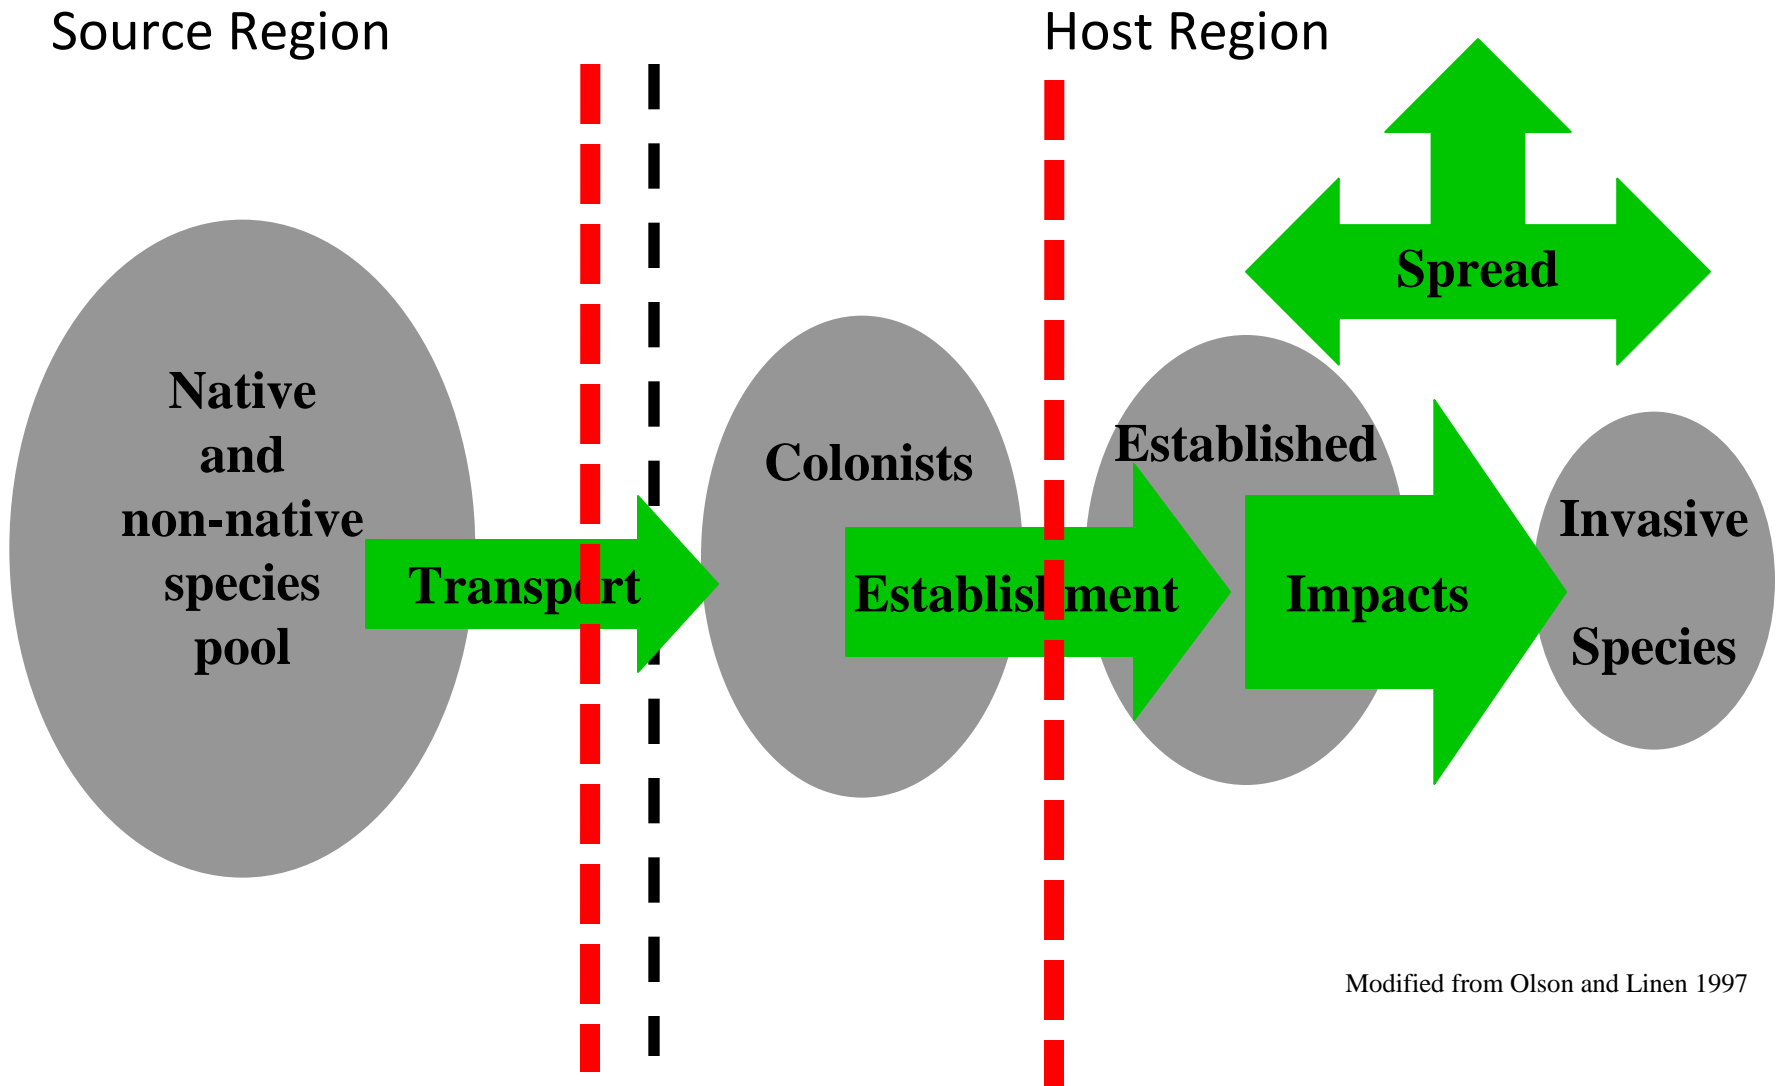 Source Region
Host Region
Spread
Native
and
non-native
species
pool
Transport
Colonists
Establishment
Established
Impacts
Invasive
Species
Modified from Olson and Linen 1997